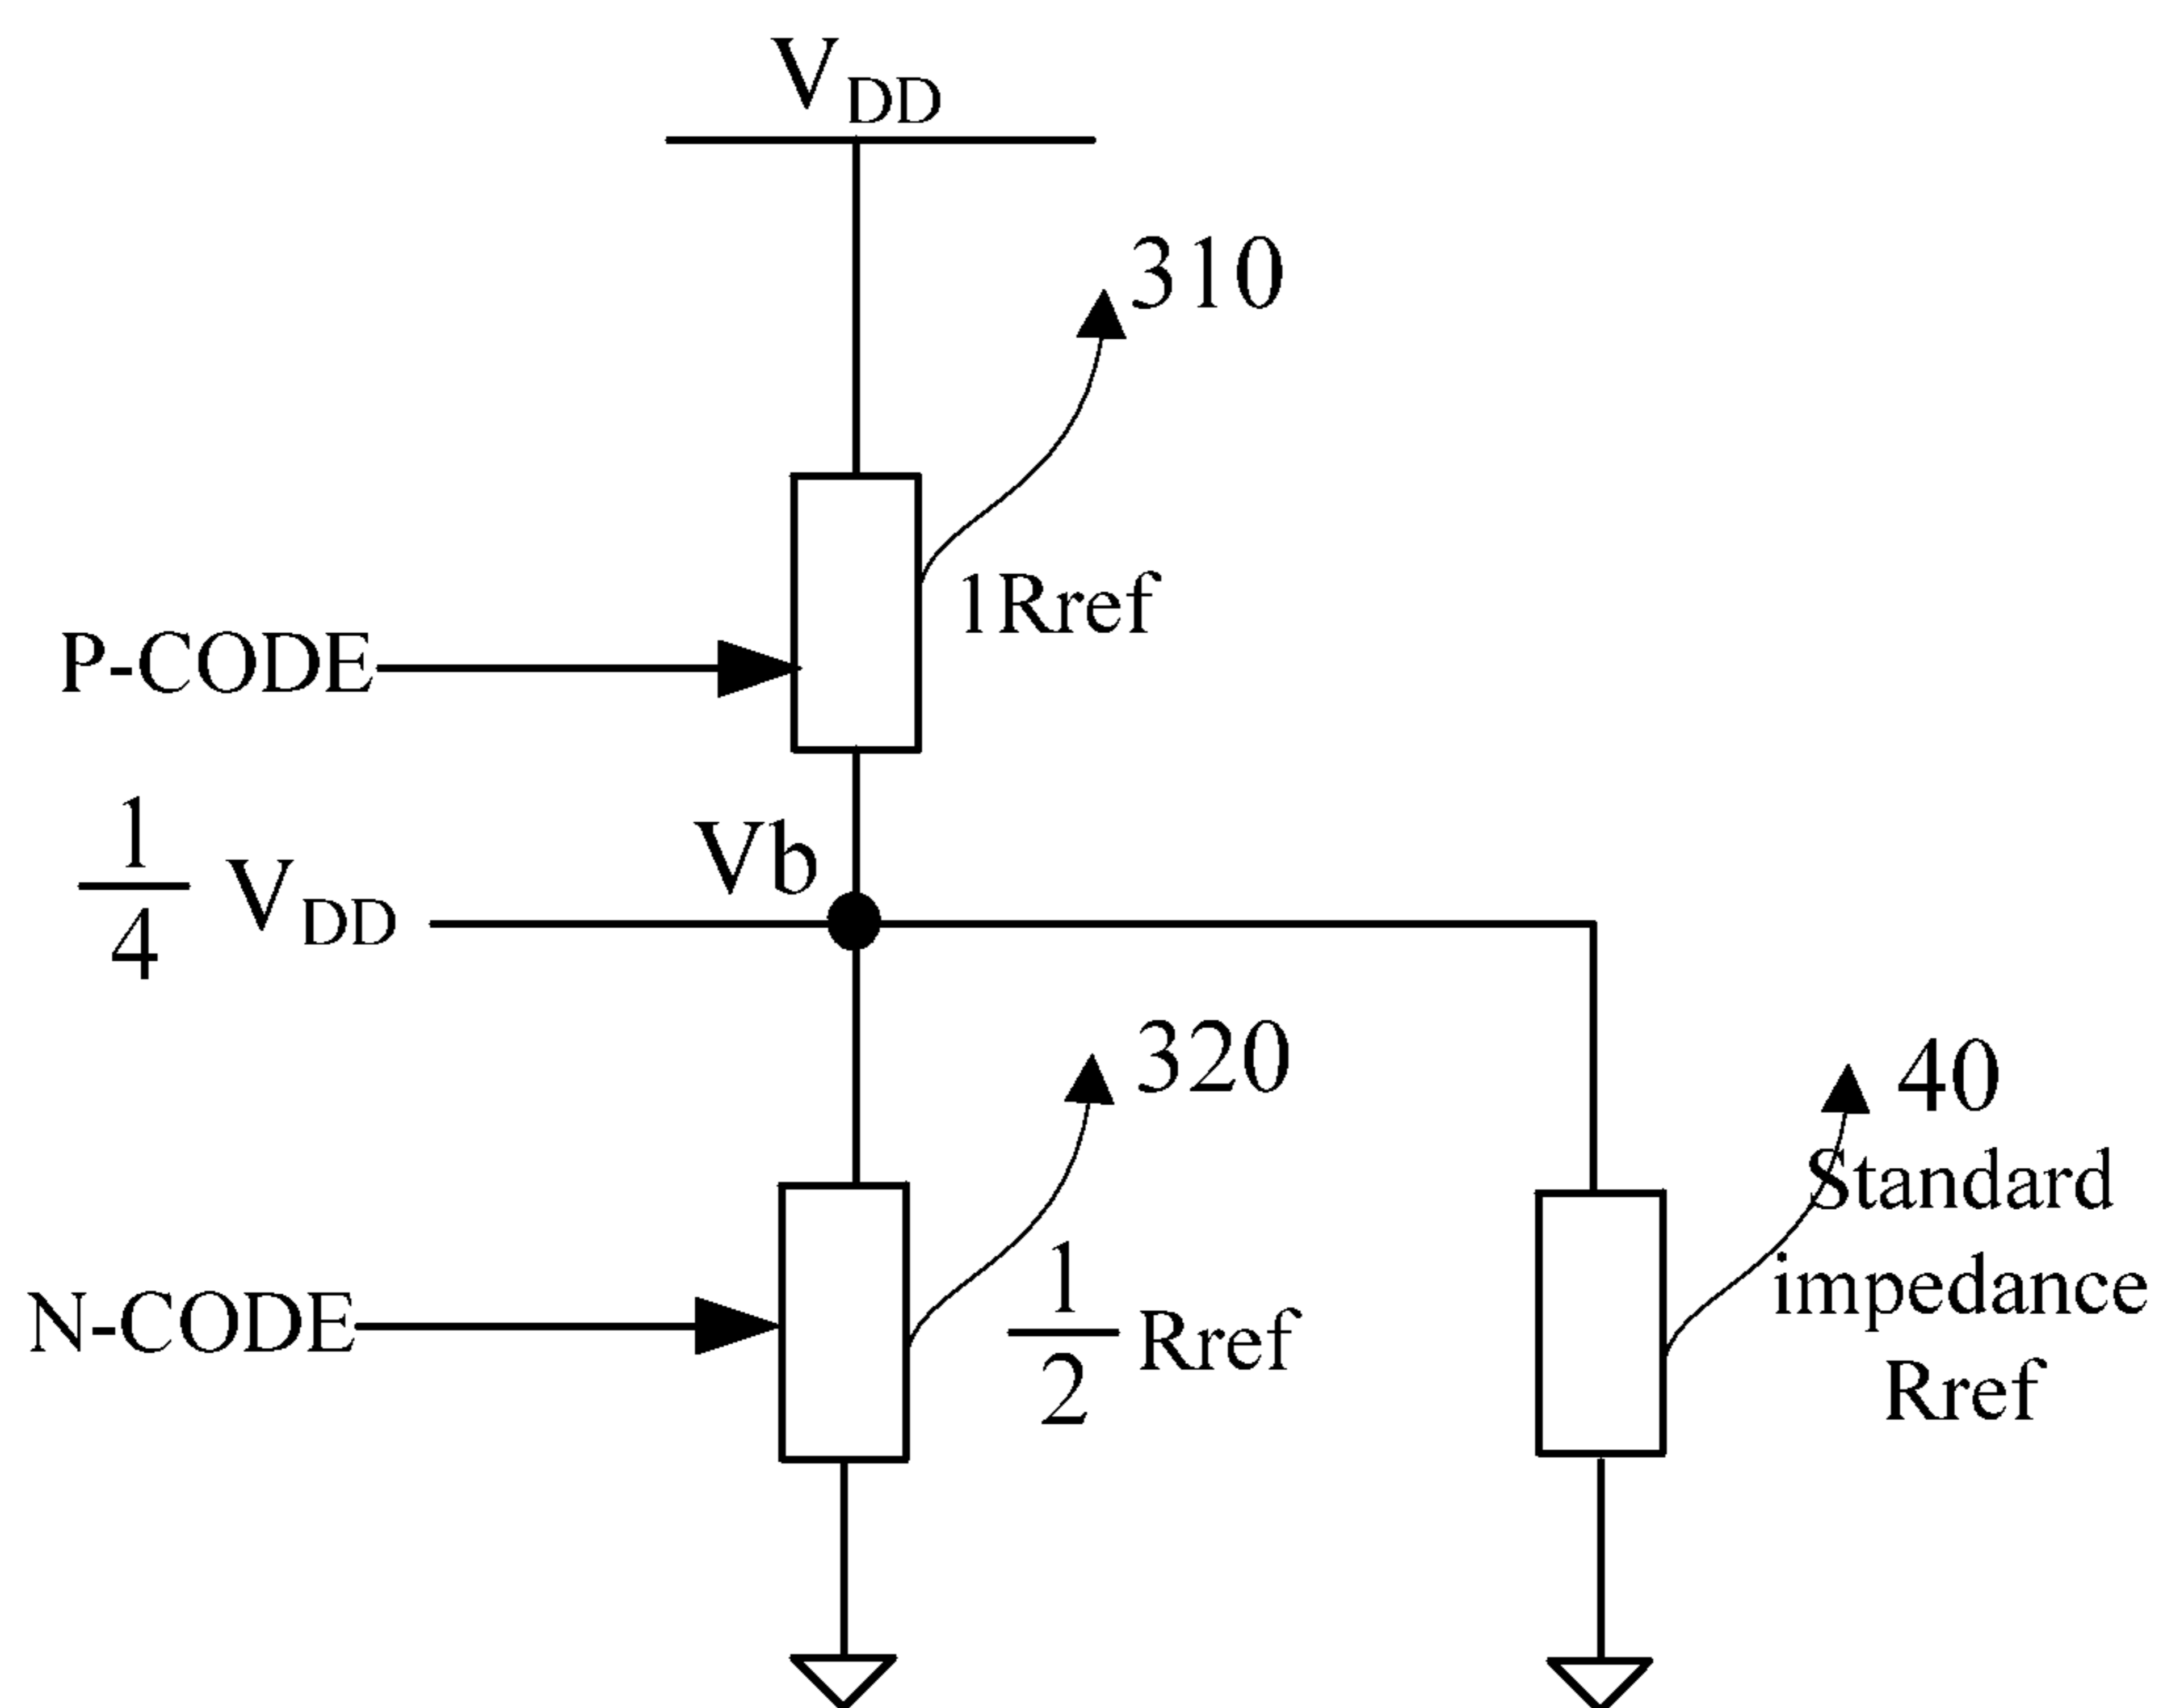 VDD
310
1Rref
P-CODE
Vb
1/4 VDD
320
40
Standard
impedance
Rref
N-CODE
1/2 Rref